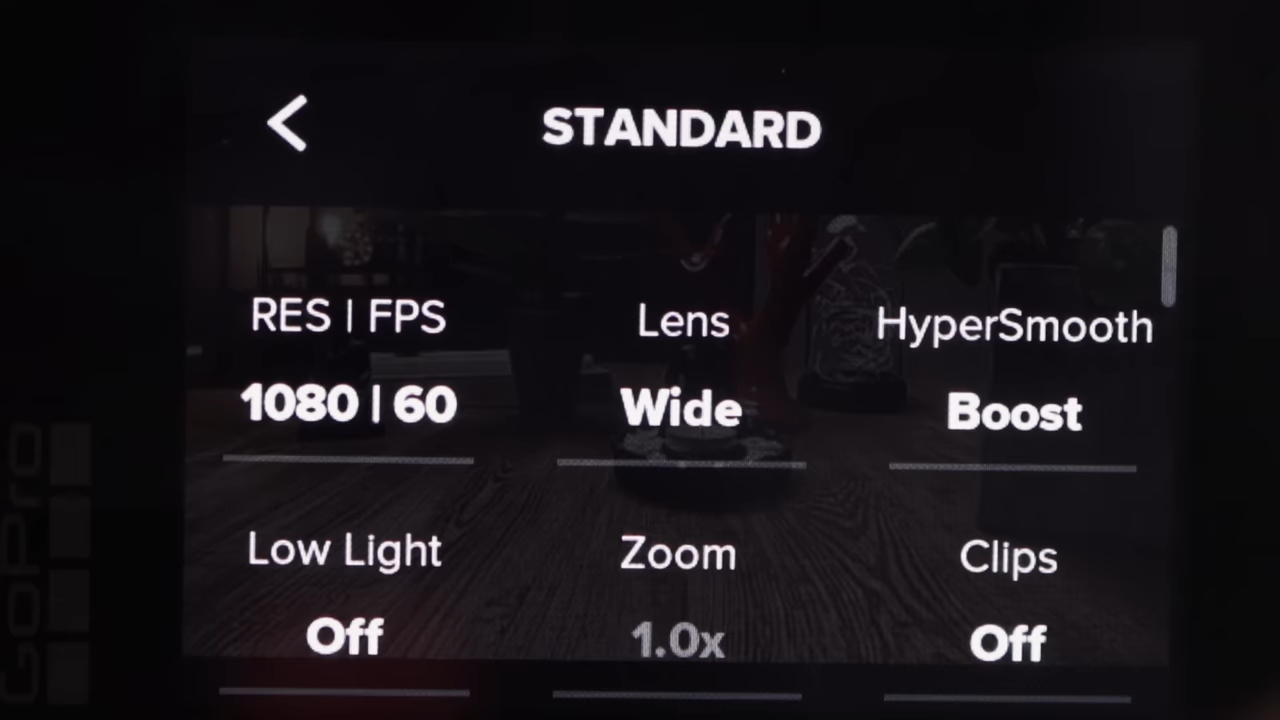 STANDARD
RES | FPS
Lens
HyperSmooth
1080 | 60
Wide
Boost
Low Light
Zoom
Clips
Off
1.0x
Off
GoPro